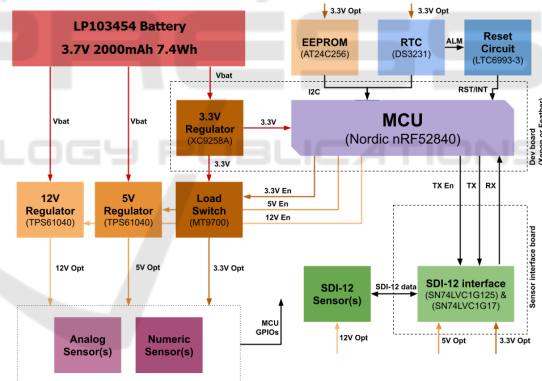 LP103454 Battery
3.7V 2000mAh 7.4Wh
3.3V Opt
3.3V Opt
EEPROM
(AT24C256)
RTC
(DS3231)
ALM
Reset
Circuit
(LTC6993-3)
Vbat
Vbat
Vbat
I2C
RST/INT
3.3V
Regulator
(XC9258A)
3.3V
MCU
(Nordic nRF52840)
Dev board
(Xenon or Feather)
3.3V
3.3V En
5V En
12V En
TX En
TX
RX
12V
Regulator
(TPS61040)
5V
Regulator
(TPS61040)
Load
Switch
(MT9700)
12V Opt
5V Opt
3.3V Opt
SDI-12
Sensor(s)
SDI-12 data
SDI-12 interface
(SN74LVC1G125) &
(SN74LVC1G17)
Sensor interface board
Analog
Sensor(s)
Numeric
Sensor(s)
MCU
GPIOs
12V Opt
5V Opt
3.3V Opt
LOGY PUBLICATIONS